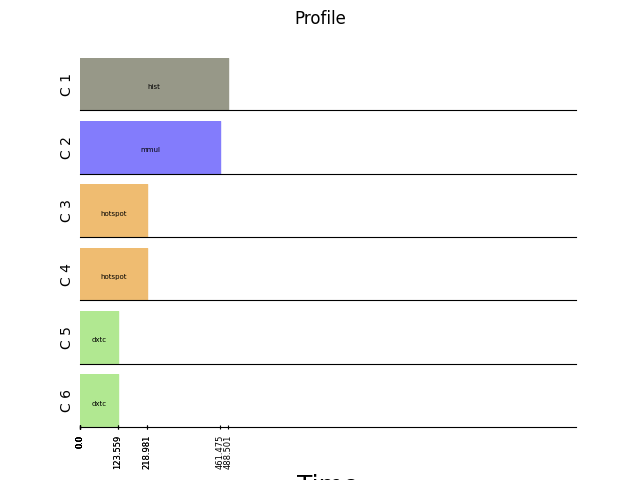 Profile
C 1
hist
C 2
mmul
C 3
hotspot
C 4
hotspot
C 5
dxtc
C 6
dxtc
0.0
123.559
218.981
461.475
488.501
Time